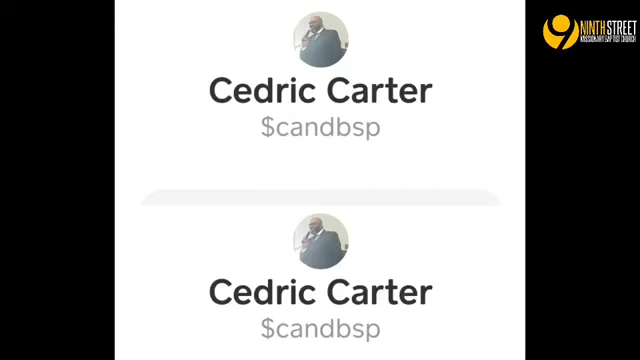 NINTH STREET
MISSIONARY BAPTIST CHURCH
Cedric Carter
$candbsp
Cedric Carter
$candbsp